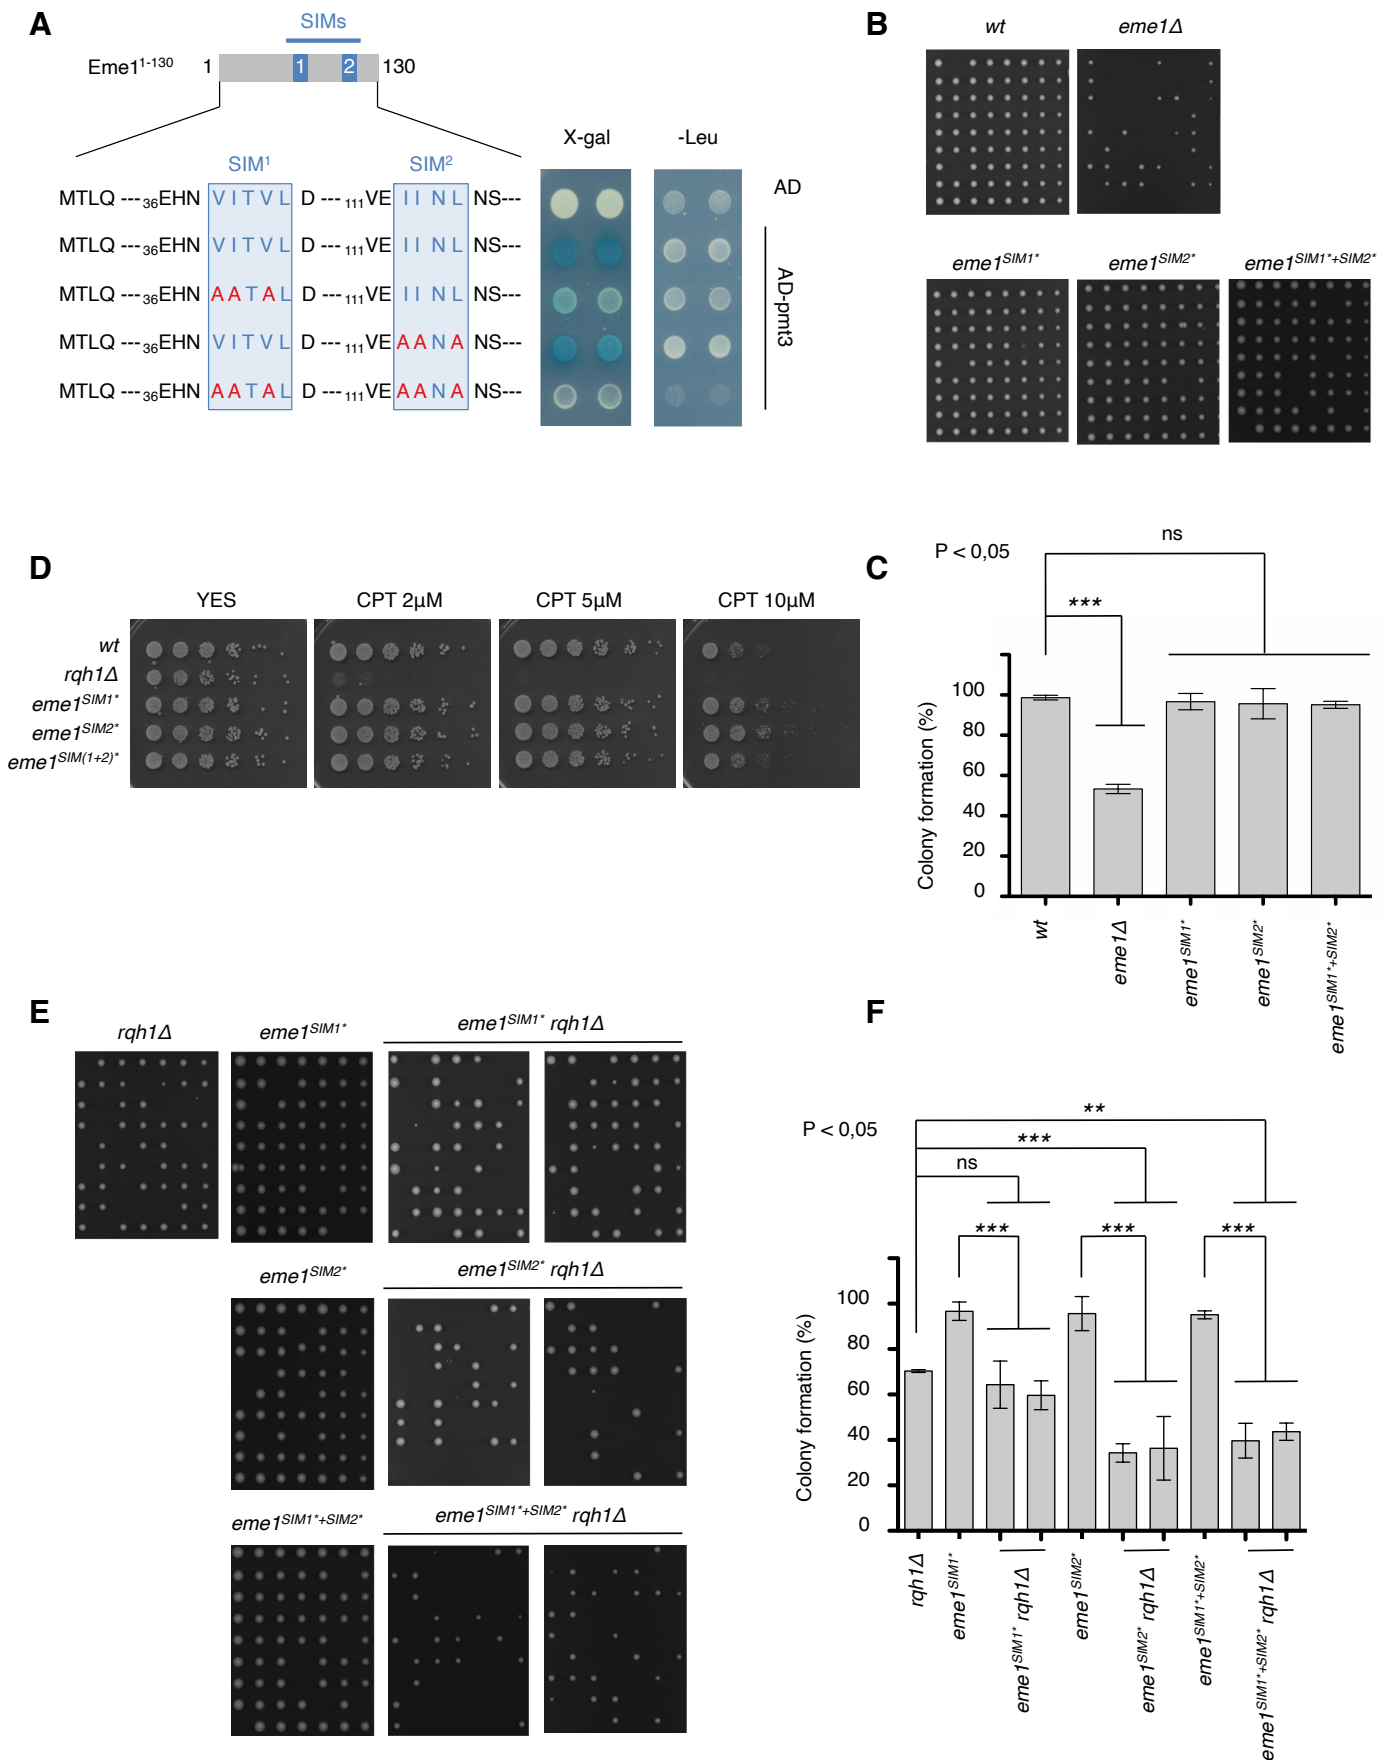 A
SIMs
Eme1¹⁻¹³⁰ 1 1 2 130
SIM¹ SIM²
X-gal -Leu
MTLQ ---₃₆EHN VITVL D ---₁₁₁VE IINL NS--- AD
MTLQ ---₃₆EHN VITVL D ---₁₁₁VE IINL NS---
MTLQ ---₃₆EHN AATAL D ---₁₁₁VE IINL NS---
MTLQ ---₃₆EHN VITVL D ---₁₁₁VE AANA NS---
MTLQ ---₃₆EHN AATAL D ---₁₁₁VE AANA NS---
AD-pmt3
B
wt eme1Δ
eme1^SIM1* eme1^SIM2* eme1^SIM1*+SIM2*
D
YES CPT 2µM CPT 5µM CPT 10µM
wt
rqh1Δ
eme1^SIM1*
eme1^SIM2*
eme1^SIM(1+2)*
C
P < 0,05
ns
***
Colony formation (%)
100
80
60
40
20
0
wt
eme1Δ
eme1^SIM1*
eme1^SIM2*
eme1^SIM1*+SIM2*
E
rqh1Δ eme1^SIM1* eme1^SIM1* rqh1Δ
eme1^SIM2* eme1^SIM2* rqh1Δ
eme1^SIM1*+SIM2* eme1^SIM1*+SIM2* rqh1Δ
F
P < 0,05
**
***
ns
*** *** ***
Colony formation (%)
100
80
60
40
20
0
rqh1Δ
eme1^SIM1*
eme1^SIM1* rqh1Δ
eme1^SIM2*
eme1^SIM2* rqh1Δ
eme1^SIM1*+SIM2*
eme1^SIM1*+SIM2* rqh1Δ